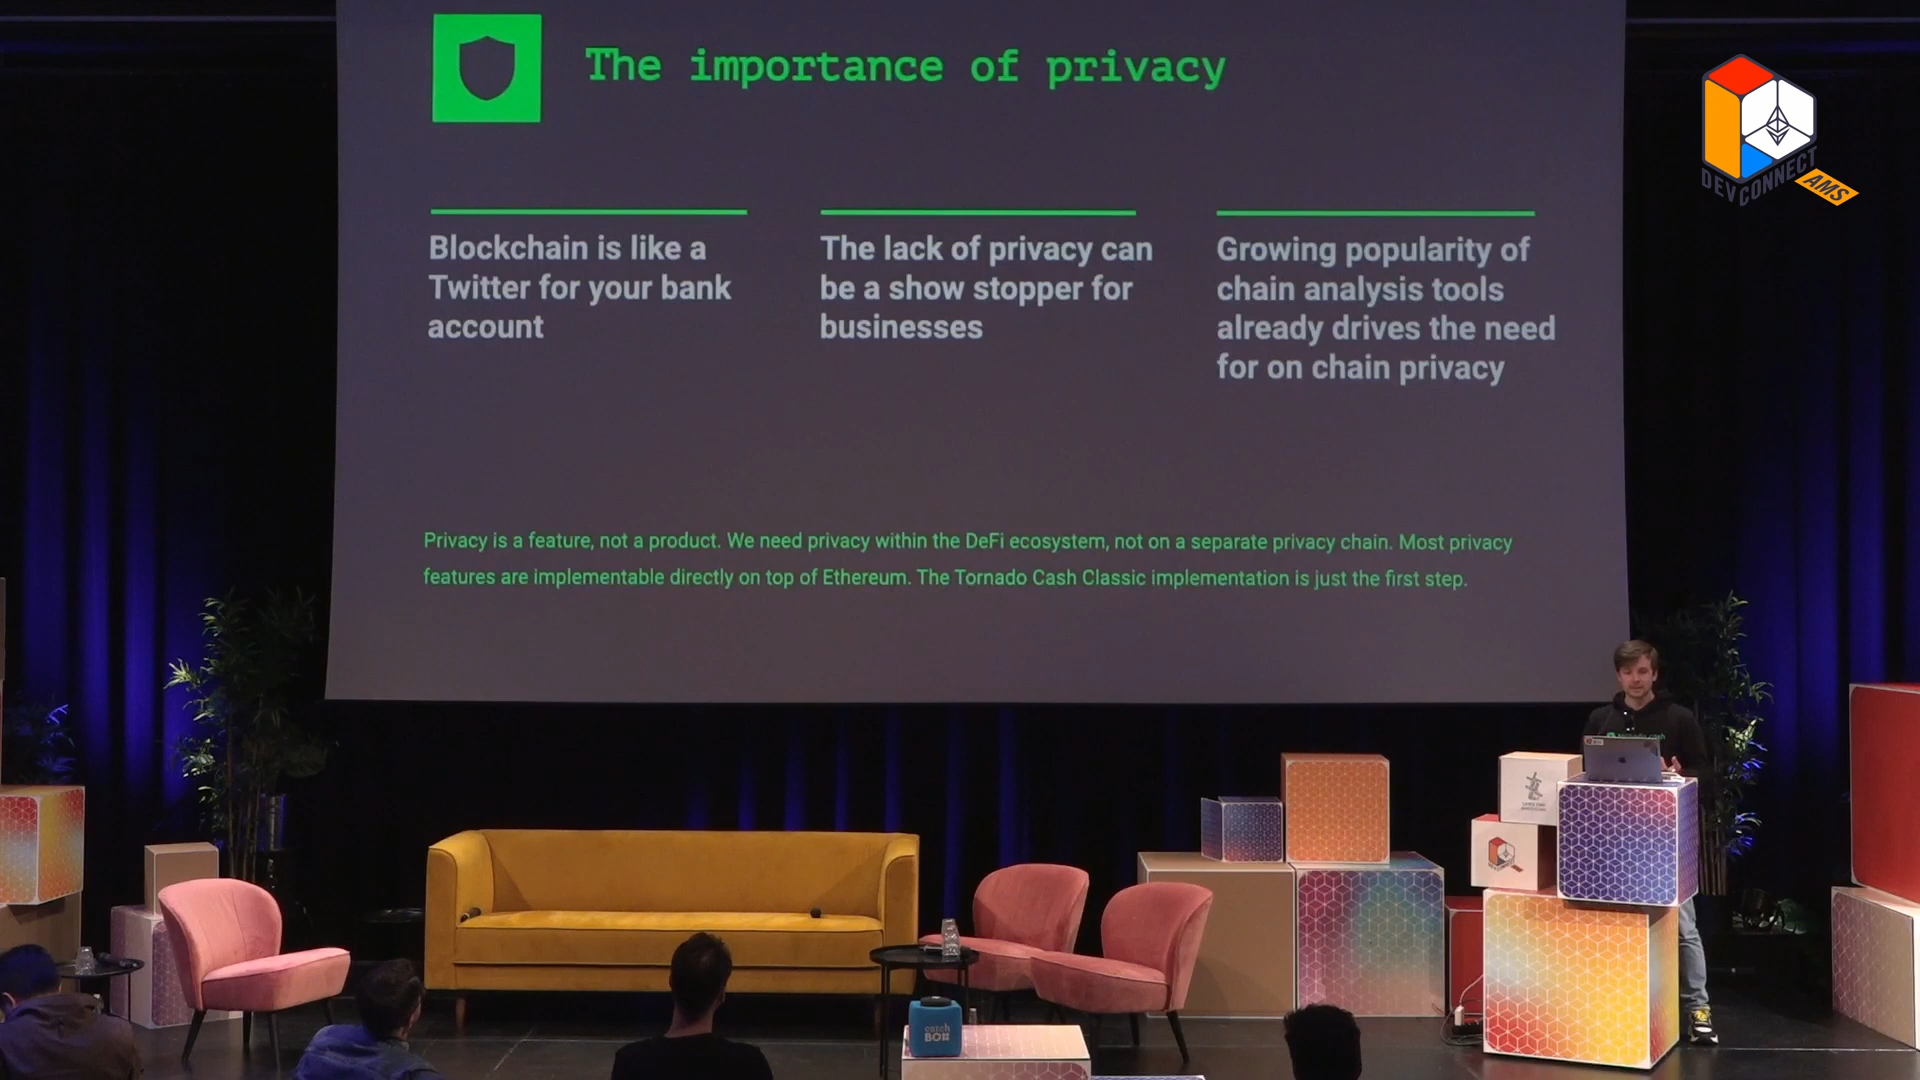 The importance of privacy
Blockchain is like a
Twitter for your bank
account
The lack of privacy can
be a show stopper for
businesses
Growing popularity of
chain analysis tools
already drives the need
for on chain privacy
Privacy is a feature, not a product. We need privacy within the DeFi ecosystem, not on a separate privacy chain. Most privacy
features are implementable directly on top of Ethereum. The Tornado Cash Classic implementation is just the first step.
DEVCONNECT
AMS
catch
BOX